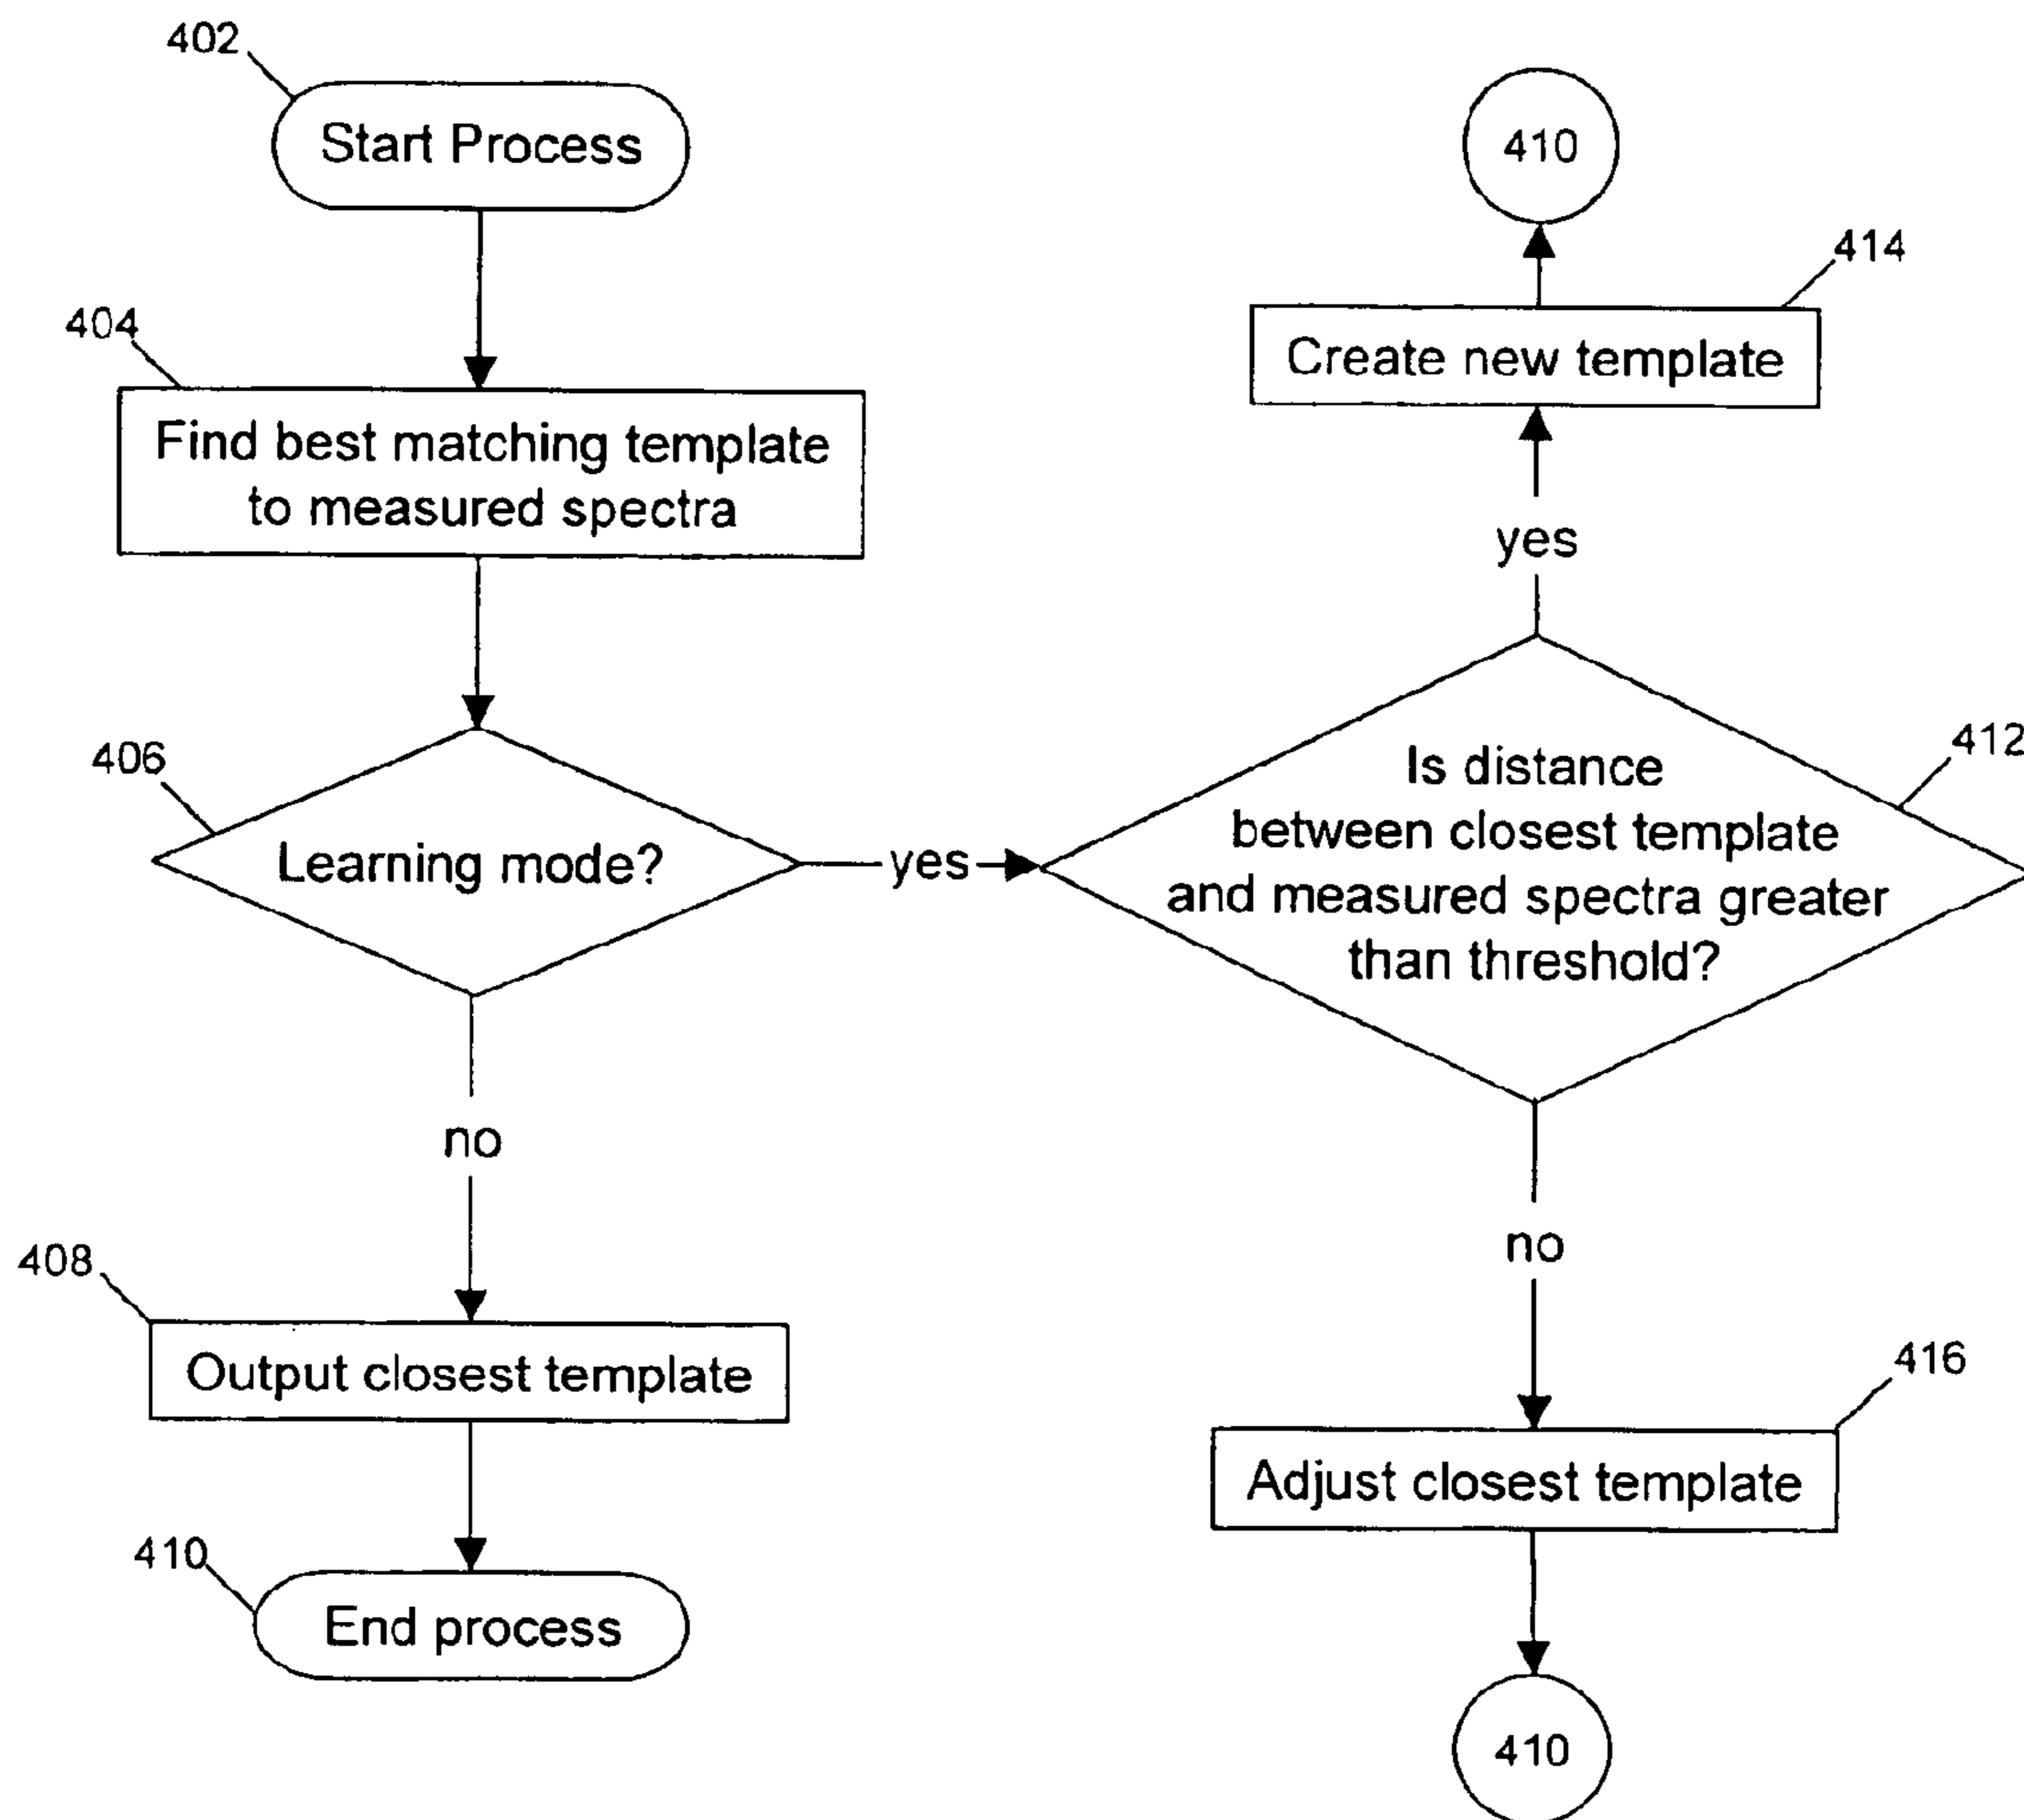 402
Start Process
404
Find best matching template
to measured spectra
406
Learning mode?
yes
no
408
Output closest template
410
End process
410
414
Create new template
yes
412
Is distance
between closest template
and measured spectra greater
than threshold?
no
416
Adjust closest template
410